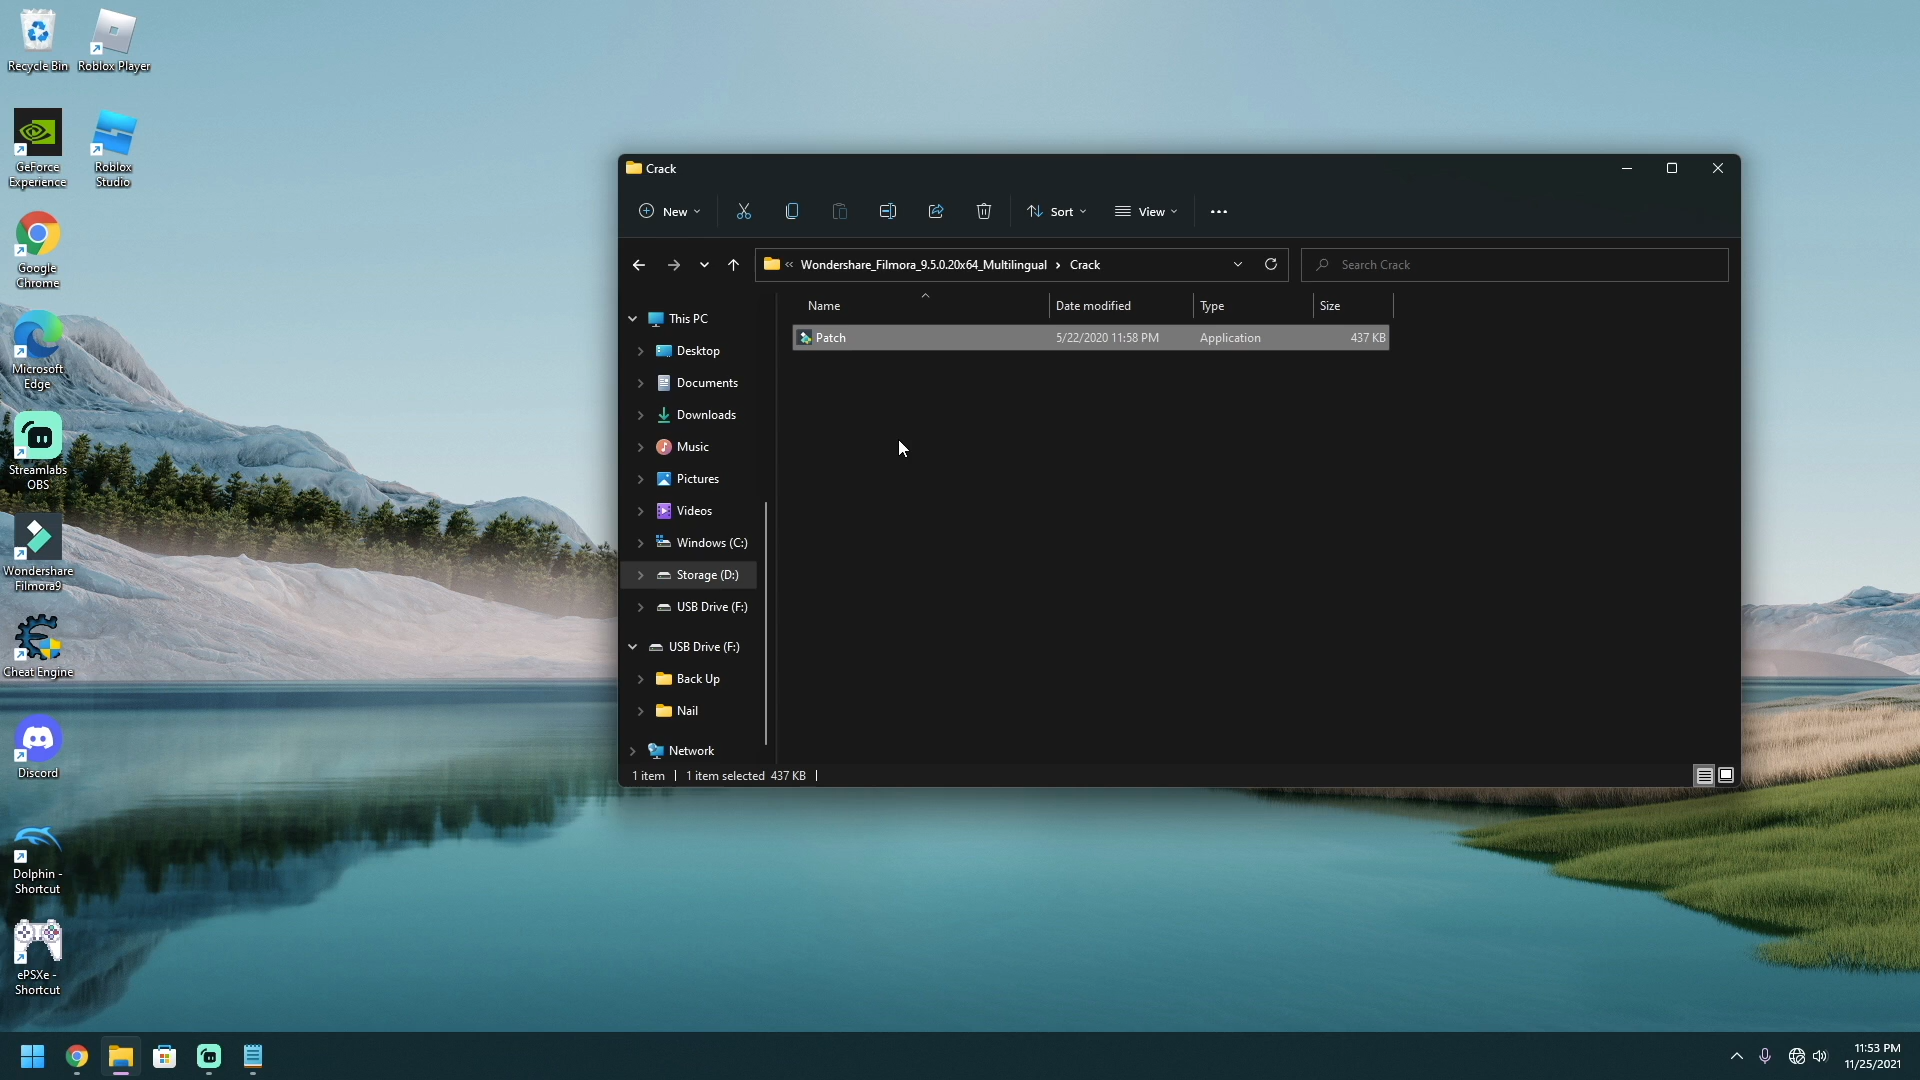 Recycle Bin
Roblox Player
GeForce
Experience
Roblox
Studio
Google
Chrome
Microsoft
Edge
Streamlabs
OBS
Wondershare
Filmora9
Cheat Engine
Discord
Dolphin -
Shortcut
ePSXe -
Shortcut
Crack
New
Sort
View
Wondershare_Filmora_9.5.0.20x64_Multilingual
Crack
Search Crack
Name
Date modified
Type
Size
Patch
5/22/2020 11:58 PM
Application
437 KB
This PC
Desktop
Documents
Downloads
Music
Pictures
Videos
Windows (C:)
Storage (D:)
USB Drive (F:)
USB Drive (F:)
Back Up
Nail
Network
1 item
1 item selected 437 KB
11:53 PM
11/25/2021